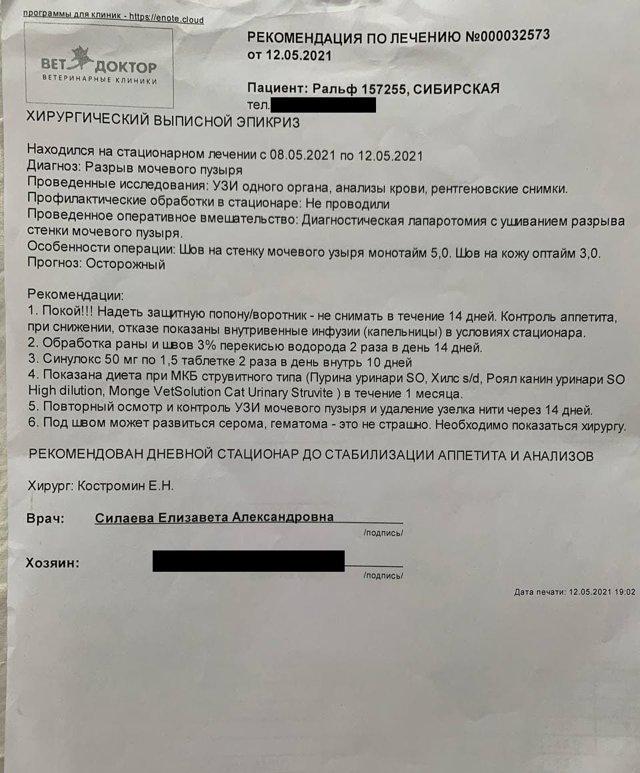 программы для клиник - https://enote.cloud
ВЕТ ДОКТОР
ВЕТЕРИНАРНЫЕ КЛИНИКИ
РЕКОМЕНДАЦИЯ ПО ЛЕЧЕНИЮ №000032573
от 12.05.2021
Пациент: Ральф 157255, СИБИРСКАЯ
тел.
ХИРУРГИЧЕСКИЙ ВЫПИСНОЙ ЭПИКРИЗ
Находился на стационарном лечении с 08.05.2021 по 12.05.2021
Диагноз: Разрыв мочевого пузыря
Проведенные исследования: УЗИ одного органа, анализы крови, рентгеновские снимки.
Профилактические обработки в стационаре: Не проводили
Проведенное оперативное вмешательство: Диагностическая лапаротомия с ушиванием разрыва
стенки мочевого пузыря.
Особенности операции: Шов на стенку мочевого узыря монотайм 5,0. Шов на кожу оптайм 3,0.
Прогноз: Осторожный
Рекомендации:
1. Покой!!! Надеть защитную попону/воротник - не снимать в течение 14 дней. Контроль аппетита,
при снижении, отказе показаны внутривенные инфузии (капельницы) в условиях стационара.
2. Обработка раны и швов 3% перекисью водорода 2 раза в день 14 дней.
3. Синулокс 50 мг по 1,5 таблетке 2 раза в день внутрь 10 дней
4. Показана диета при МКБ струвитного типа (Пурина уринари SO, Хилс s/d, Роял канин уринари SO
High dilution, Monge VetSolution Cat Urinary Struvite ) в течение 1 месяца.
5. Повторный осмотр и контроль УЗИ мочевого пузыря и удаление узелка нити через 14 дней.
6. Под швом может развиться серома, гематома - это не страшно. Необходимо показаться хирургу.
РЕКОМЕНДОВАН ДНЕВНОЙ СТАЦИОНАР ДО СТАБИЛИЗАЦИИ АППЕТИТА И АНАЛИЗОВ
Хирург: Костромин Е.Н.
Врач: Силаева Елизавета Александровна
/подпись/
Хозяин:
/подпись/
Дата печати: 12.05.2021 19:02